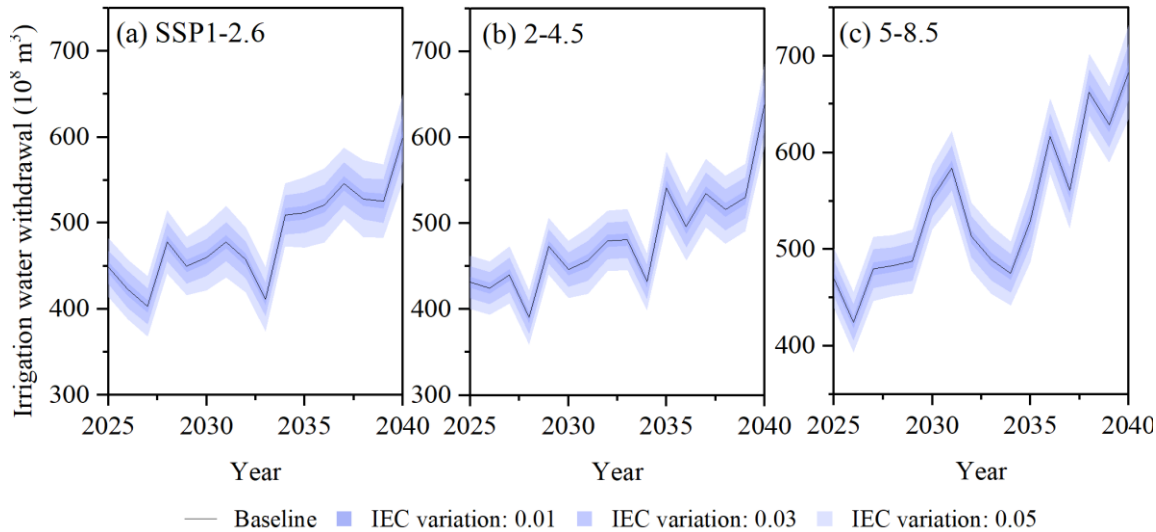 Irrigation water withdrawal (10⁸ m³)
(a) SSP1-2.6
700
600
500
400
300
2025 2030 2035 2040
Year
(b) 2-4.5
700
600
500
400
300
2025 2030 2035 2040
Year
(c) 5-8.5
700
600
500
400
2025 2030 2035 2040
Year
Baseline IEC variation: 0.01 IEC variation: 0.03 IEC variation: 0.05